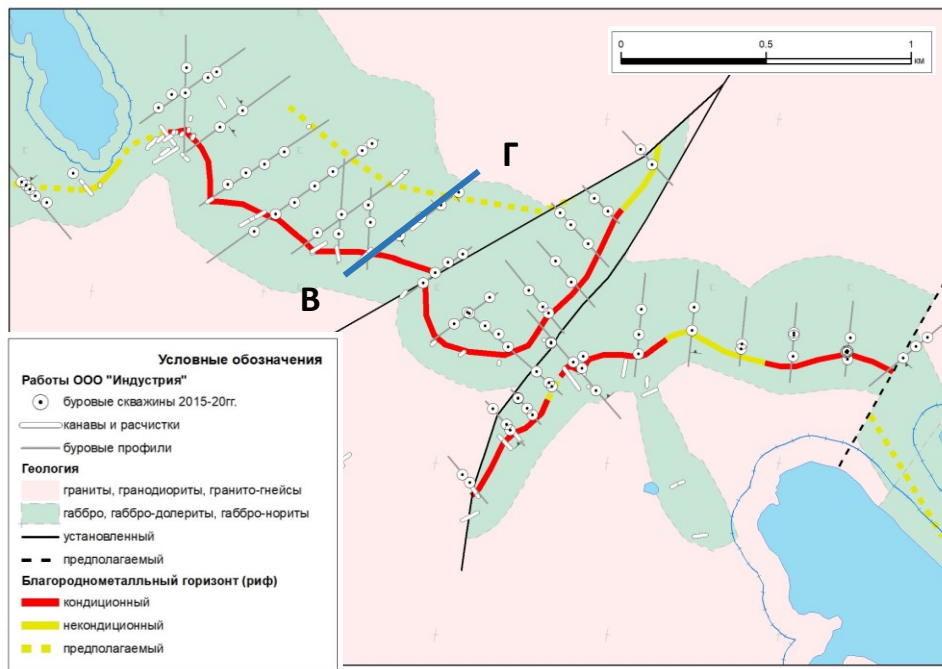 0 0.5 1
км
Г
В
Условные обозначения
Работы ООО "Индустрия"
буровые скважины 2015-20гг.
канавы и расчистки
буровые профили
Геология
граниты, гранодиориты, гранито-гнейсы
габбро, габбро-долериты, габбро-нориты
установленный
предполагаемый
Благороднометалльный горизонт (риф)
кондиционный
некондиционный
предполагаемый